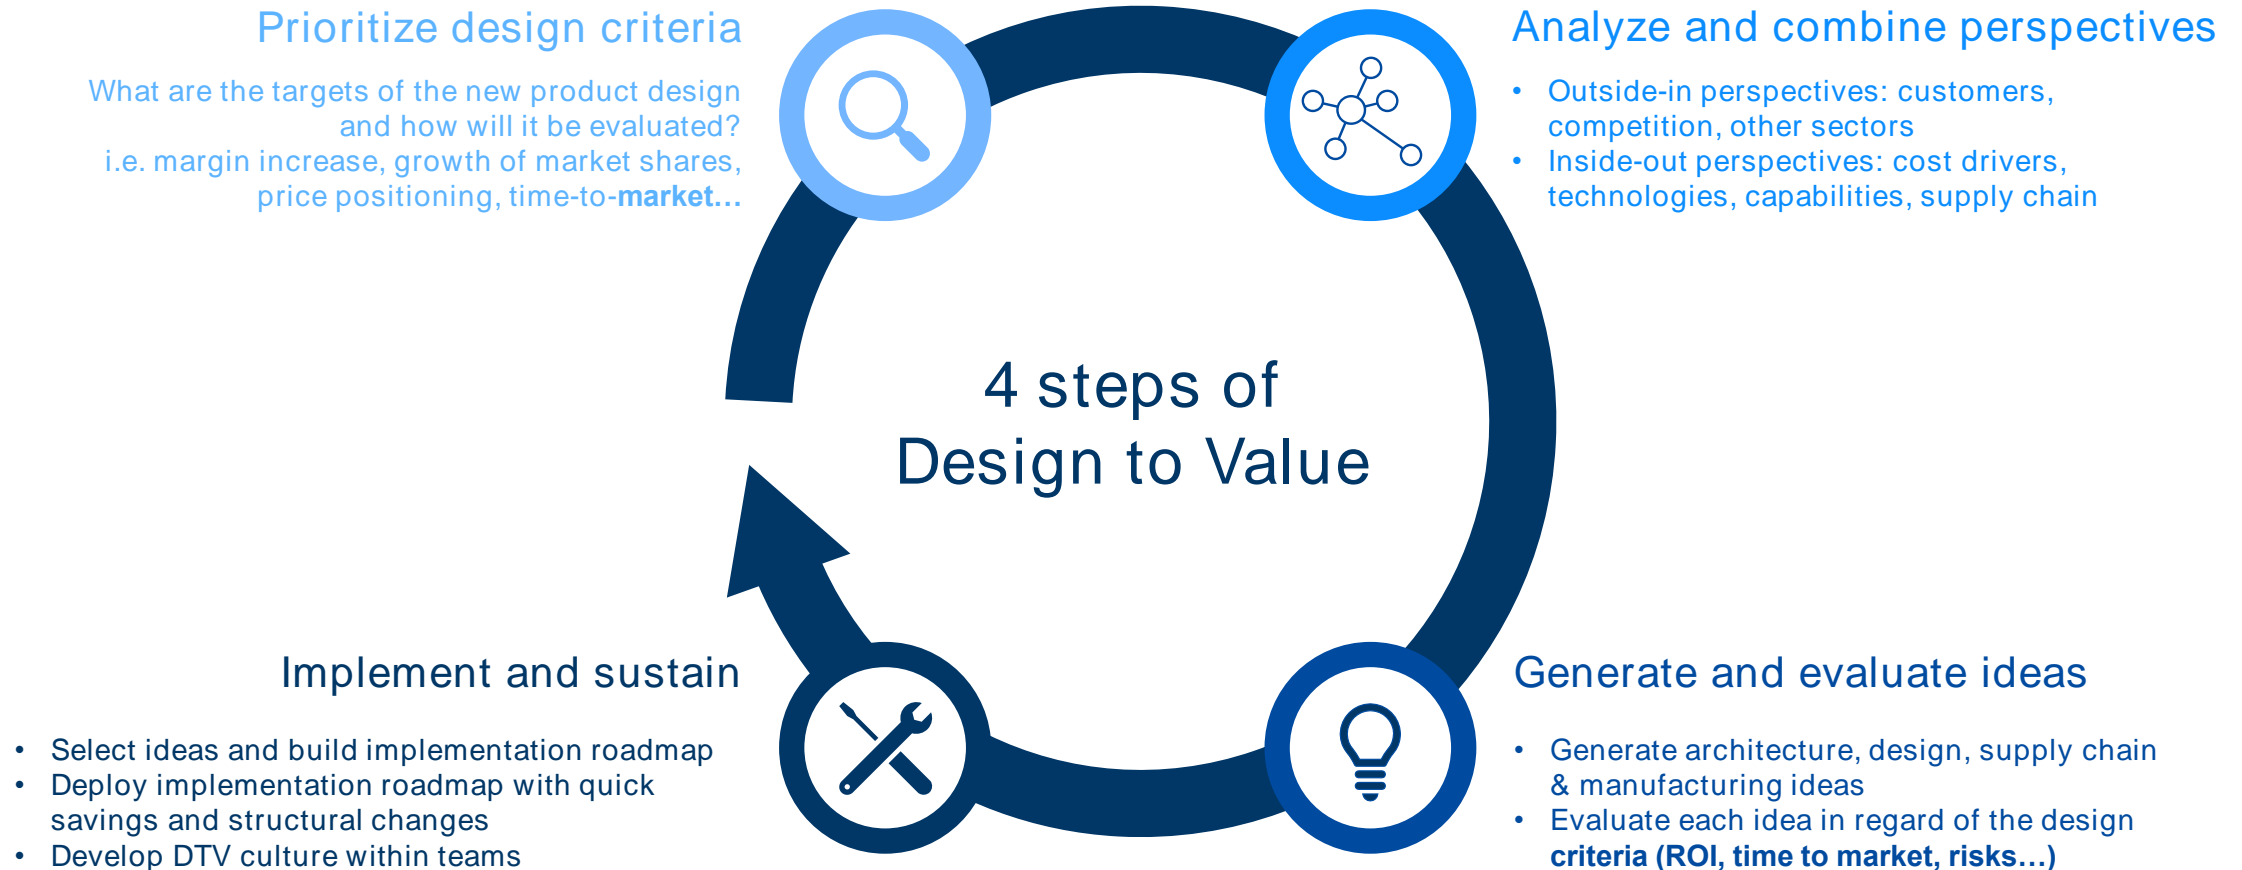 Prioritize design criteria
What are the targets of the new product design
and how will it be evaluated?
i.e. margin increase, growth of market shares,
price positioning, time-to-market…
Analyze and combine perspectives
• Outside-in perspectives: customers,
competition, other sectors
• Inside-out perspectives: cost drivers,
technologies, capabilities, supply chain
4 steps of
Design to Value
Implement and sustain
• Select ideas and build implementation roadmap
• Deploy implementation roadmap with quick
savings and structural changes
• Develop DTV culture within teams
Generate and evaluate ideas
• Generate architecture, design, supply chain
& manufacturing ideas
• Evaluate each idea in regard of the design
criteria (ROI, time to market, risks…)